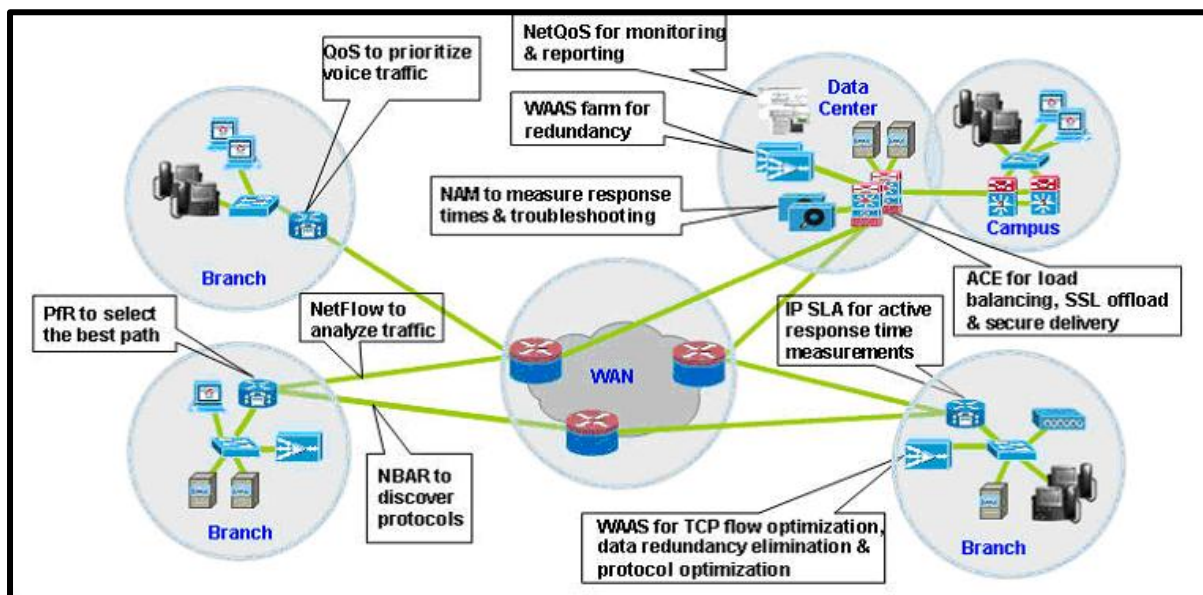 QoS to prioritize
voice traffic
NetQoS for monitoring
& reporting
Data
Center
WAAS farm for
redundancy
NAM to measure response
times & troubleshooting
Campus
Branch
ACE for load
balancing, SSL offload
& secure delivery
PfR to select
the best path
NetFlow to
analyze traffic
IP SLA for active
response time
measurements
WAN
NBAR to
discover
protocols
Branch
WAAS for TCP flow optimization,
data redundancy elimination &
protocol optimization
Branch